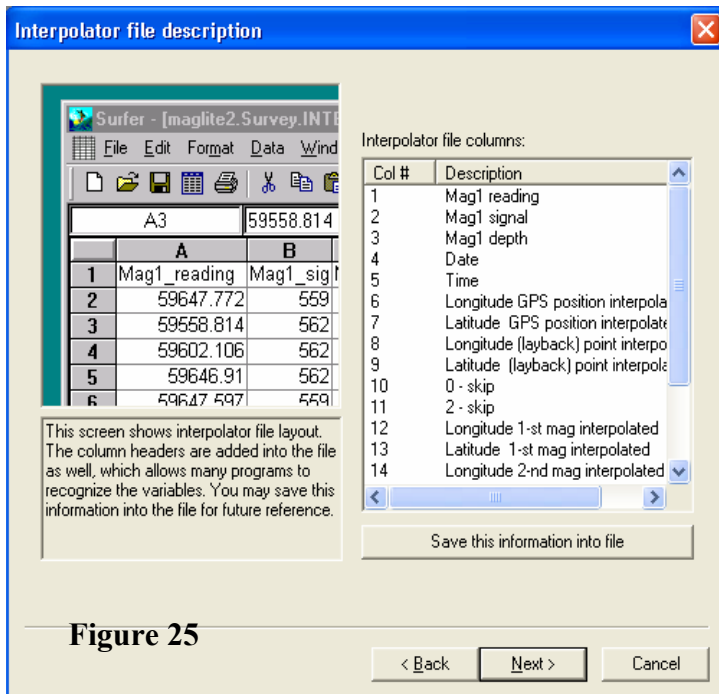 Interpolator file description
Surfer - [maglite2.Survey.INTE
File Edit Format Data Wind
A3 59558.814
A B
1 Mag1_reading Mag1_sig
2 59647.772 559
3 59558.814 562
4 59602.106 562
5 59646.91 562
6 59647.597 559
This screen shows interpolator file layout.
The column headers are added into the file
as well, which allows many programs to
recognize the variables. You may save this
information into the file for future reference.
Interpolator file columns:
Col # Description
1 Mag1 reading
2 Mag1 signal
3 Mag1 depth
4 Date
5 Time
6 Longitude GPS position interpola
7 Latitude GPS position interpolate
8 Longitude (layback) point interpo
9 Latitude (layback) point interpola
10 0 - skip
11 2 - skip
12 Longitude 1-st mag interpolated
13 Latitude 1-st mag interpolated
14 Longitude 2-nd mag interpolated
Save this information into file
Figure 25
< Back Next > Cancel